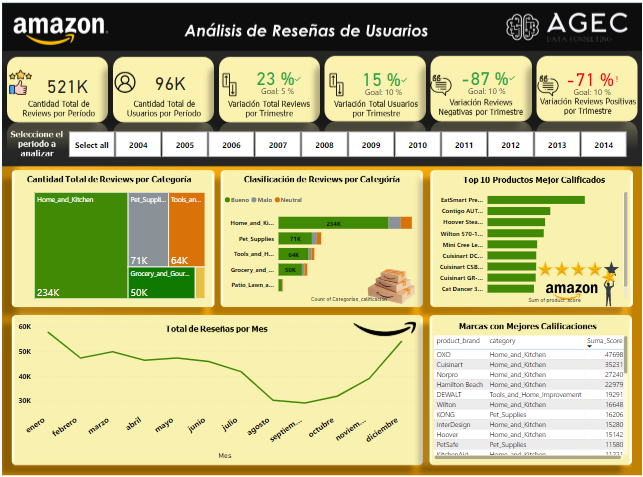 amazon
Análisis de Reseñas de Usuarios
AGEC
DATA CONSULTING
521K
Cantidad Total de
Reviews por Período
96K
Cantidad Total de
Usuarios por Período
23 %
Goal: 5 %
Variación Total Reviews
por Trimestre
15 %
Goal: 10 %
Variación Total Usuarios
por Trimestre
-87 %
Goal: 10 %
Variación Reviews
Negativas por Trimestre
-71 %!
Goal: 10 %
Variación Reviews Positivas
por Trimestre
Seleccione el
periodo a
analizar
Select all 2004 2005 2006 2007 2008 2009 2010 2011 2012 2013 2014
Cantidad Total de Reviews por Categoría
Home_and_Kitchen
234K
Pet_Suppli...
71K
Tools_an...
64K
Grocery_and_Gour...
50K
Clasificación de Reviews por Categória
Bueno Malo Neutral
Home_and_Ki... 234K
Pet_Supplies 71K
Tools_and_H... 64K
Grocery_and_... 50K
Patio_Lawn_a...
Count of Categorias_calificacion
Top 10 Productos Mejor Calificados
EatSmart Pre...
Contigo AUT...
Hoover Stea...
Wilton 570-1...
Mini Cree Le...
Cuisinart DC...
Cuisinart CSB...
Cuisinart GR-...
Cat Dancer 3...
amazon
Sum of product_score
Total de Reseñas por Mes
60K
50K
40K
30K
enero
febrero
marzo
abril
mayo
junio
julio
agosto
septiem...
octubre
noviem...
diciembre
Mes
Marcas con Mejores Calificaciones
product_brand category Suma_Score
OXO Home_and_Kitchen 47698
Cuisinart Home_and_Kitchen 35231
Norpro Home_and_Kitchen 27240
Hamilton Beach Home_and_Kitchen 22979
DEWALT Tools_and_Home_Improvement 19291
Wilton Home_and_Kitchen 16648
KONG Pet_Supplies 16206
InterDesign Home_and_Kitchen 15280
Hoover Home_and_Kitchen 15142
PetSafe Pet_Supplies 11580
KitchenAid Home_and_Kitchen